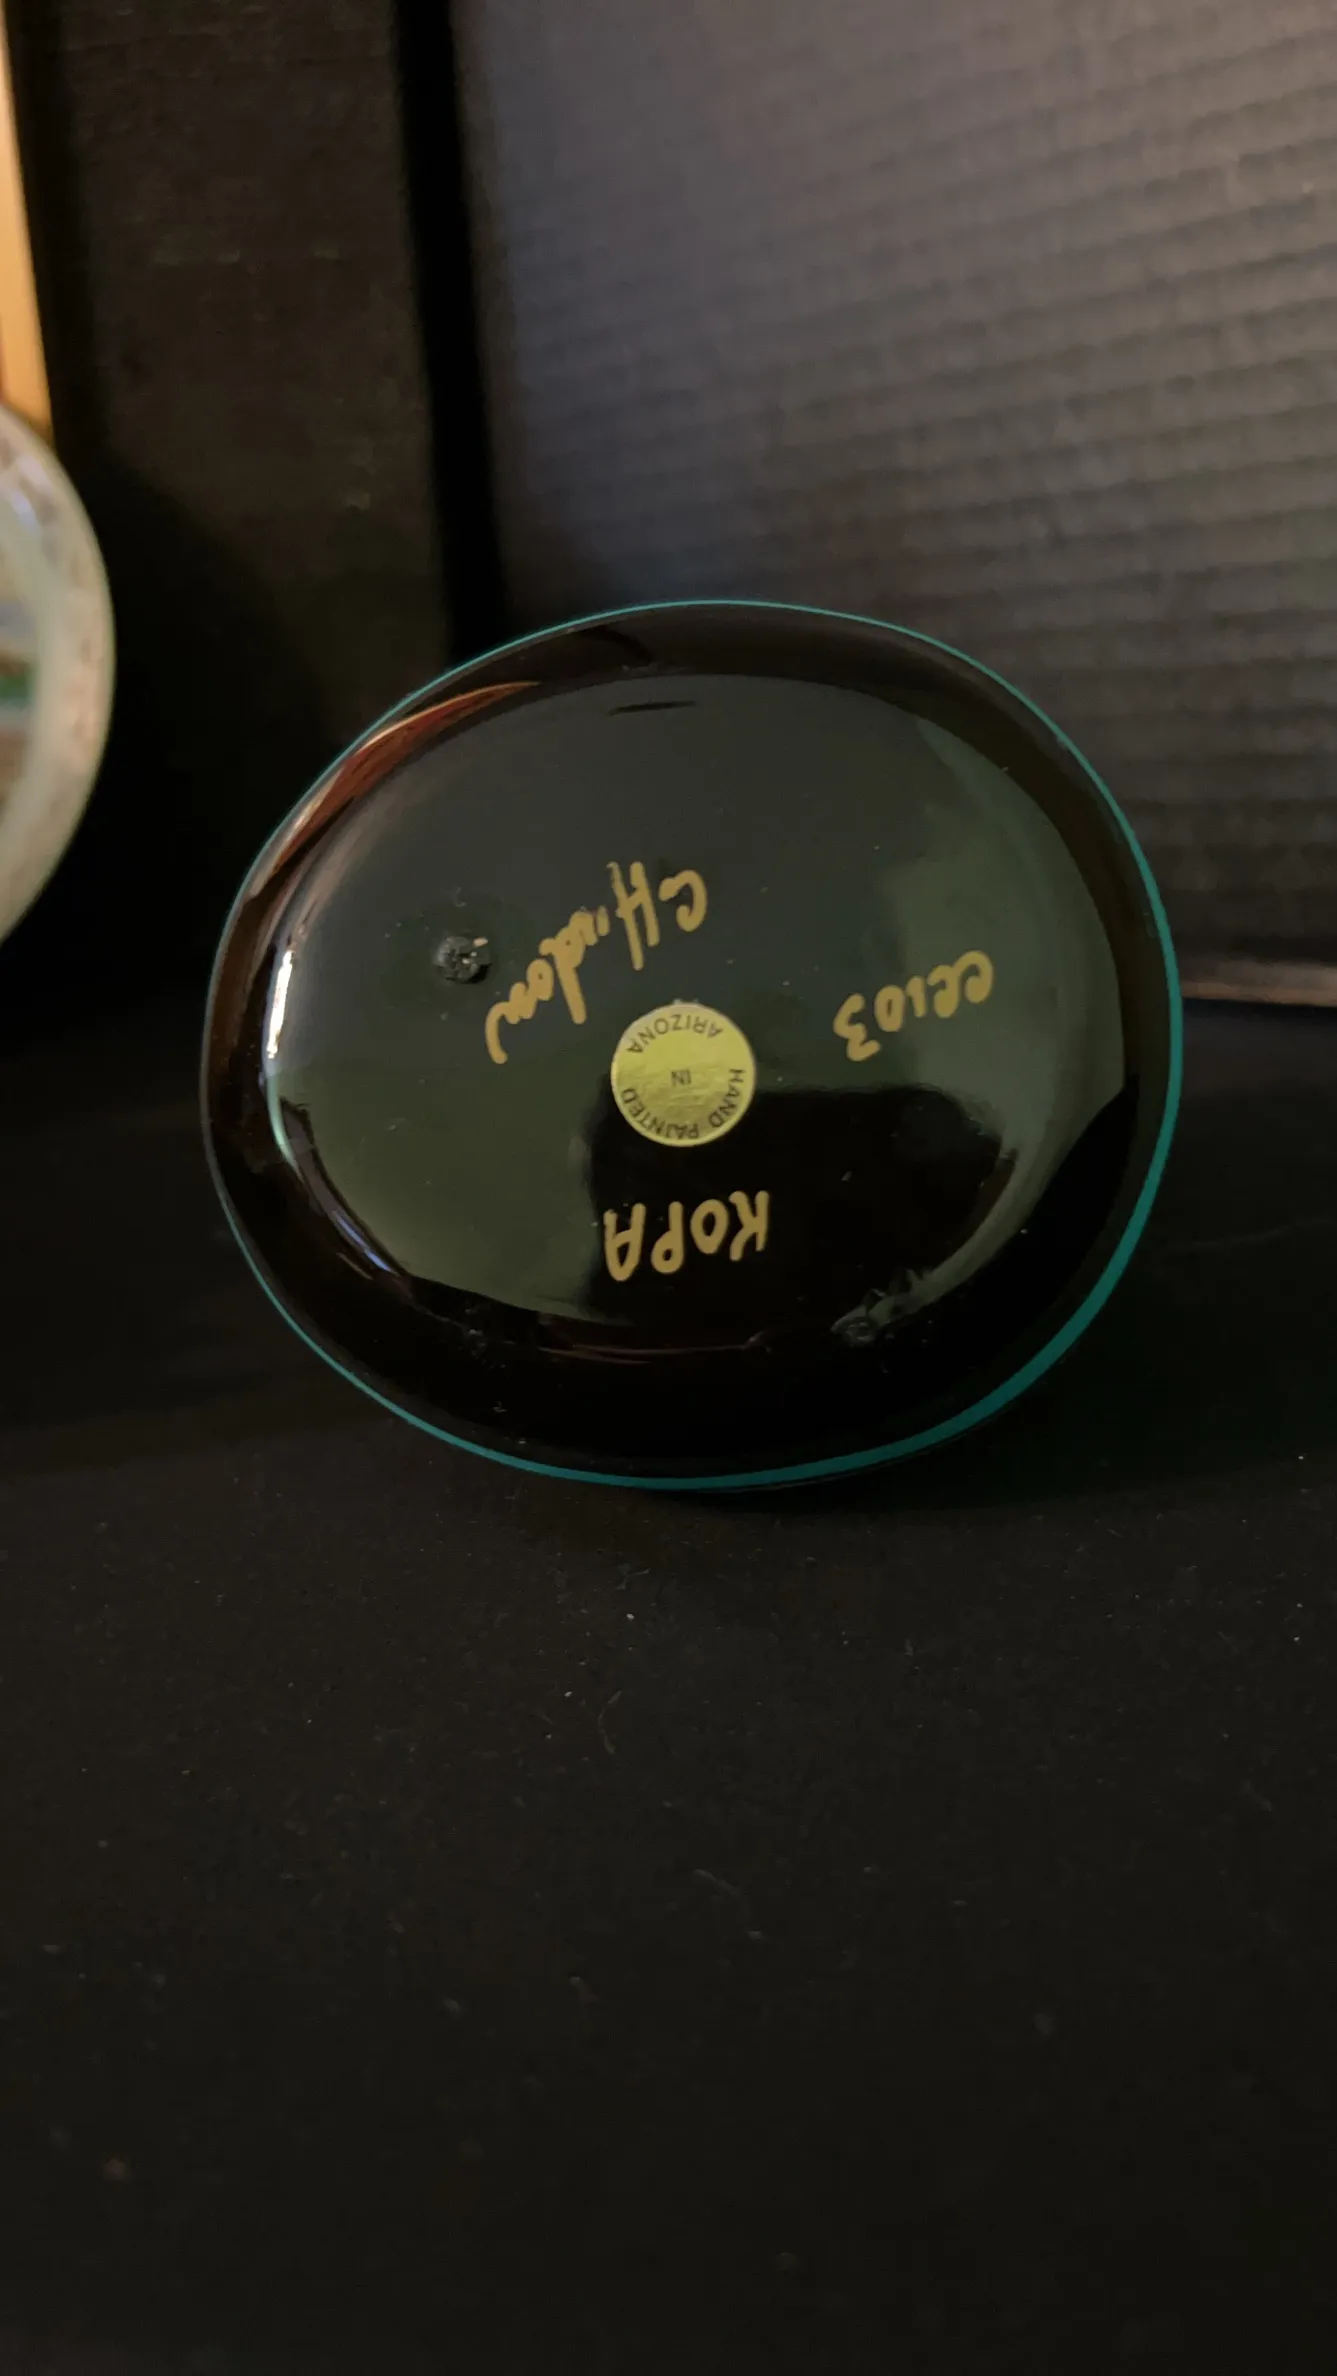 KOPA
HAND PAINTED
IN
ARIZONA
CC103